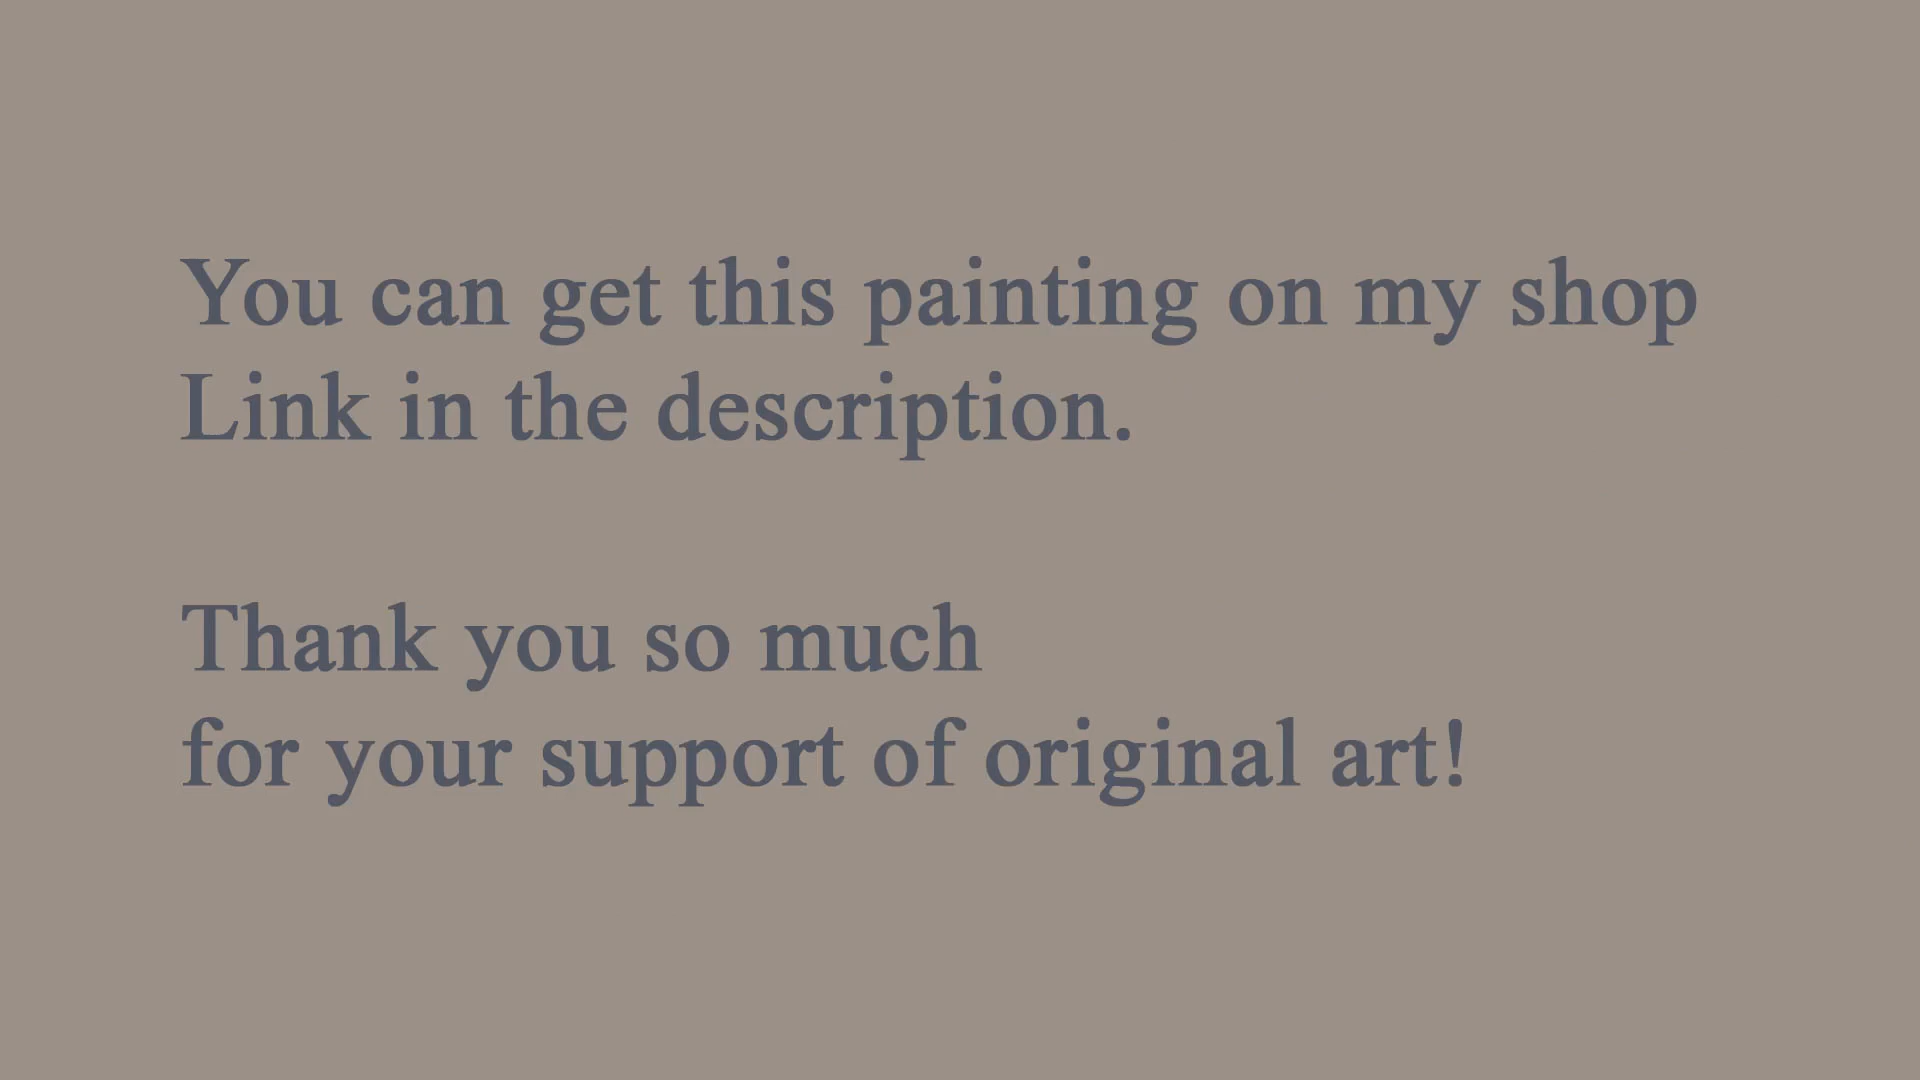 You can get this painting on my shop
Link in the description.
Thank you so much
for your support of original art!